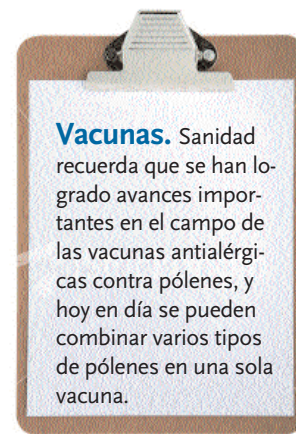 Vacunas. Sanidad
recuerda que se han lo-
grado avances impor-
tantes en el campo de
las vacunas antialérgi-
cas contra pólenes, y
hoy en día se pueden
combinar varios tipos
de pólenes en una sola
vacuna.